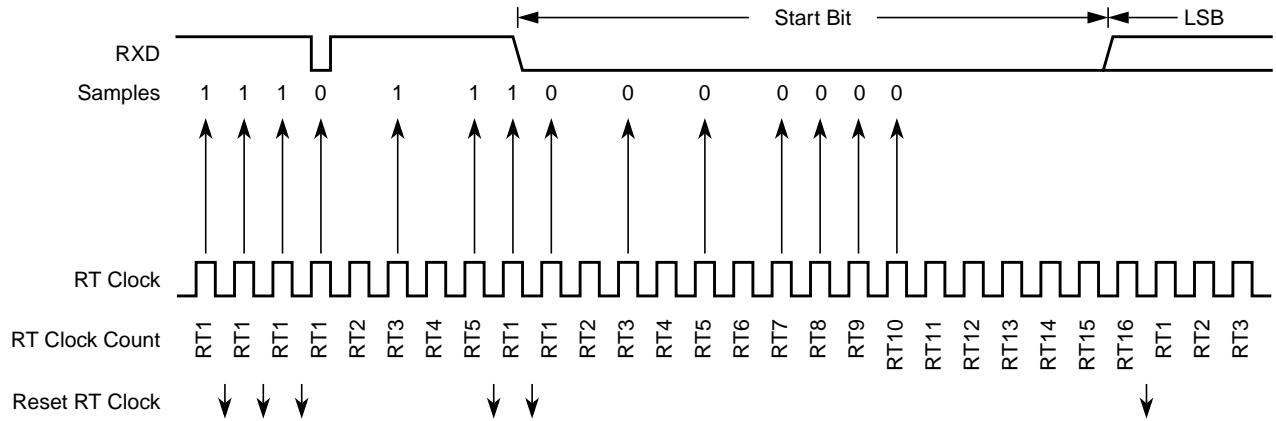 Start Bit LSB
RXD
Samples 1 1 1 0 1 1 1 0 0 0 0 0 0 0
RT Clock
RT Clock Count RT1 RT1 RT1 RT1 RT2 RT3 RT4 RT5 RT1 RT1 RT2 RT3 RT4 RT5 RT6 RT7 RT8 RT9 RT10 RT11 RT12 RT13 RT14 RT15 RT16 RT1 RT2 RT3
Reset RT Clock